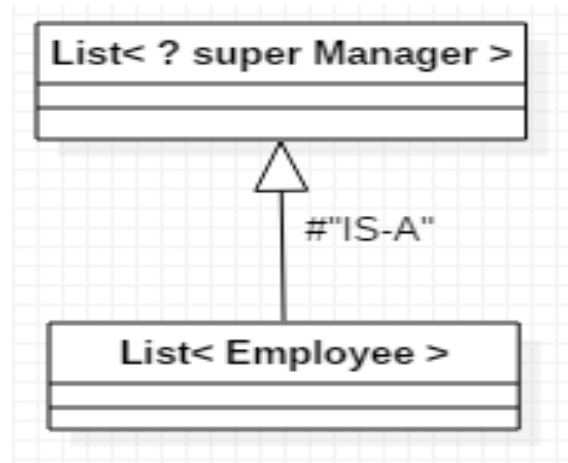 List< ? super Manager >
#"IS-A"
List< Employee >